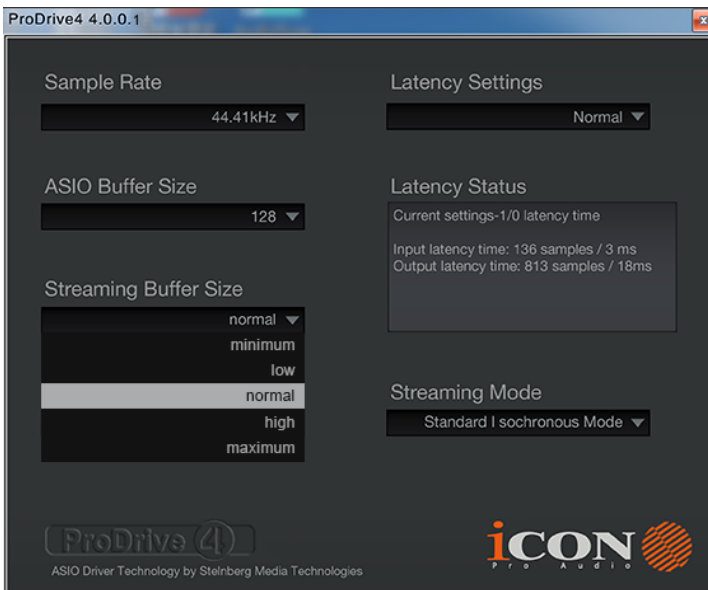 ProDrive4 4.0.0.1
Sample Rate
44.41kHz
ASIO Buffer Size
128
Streaming Buffer Size
normal
minimum
low
normal
high
maximum
Latency Settings
Normal
Latency Status
Current settings-1/0 latency time
Input latency time: 136 samples / 3 ms
Output latency time: 813 samples / 18ms
Streaming Mode
Standard I sochronous Mode
ProDrive 4
ASIO Driver Technology by Steinberg Media Technologies
iCON
Pro Audio